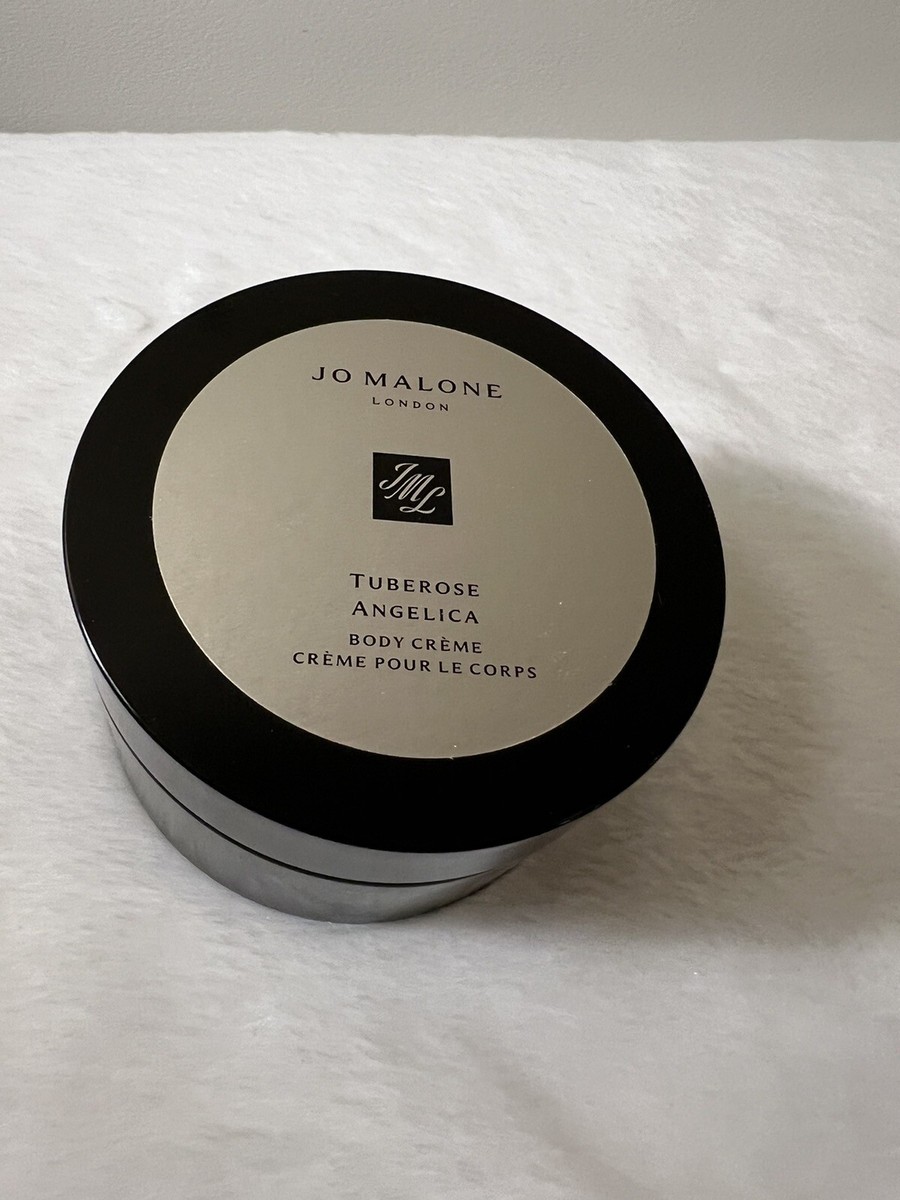 JO MALONE
LONDON
JML
TUBEROSE
ANGELICA
BODY CRÈME
CRÈME POUR LE CORPS